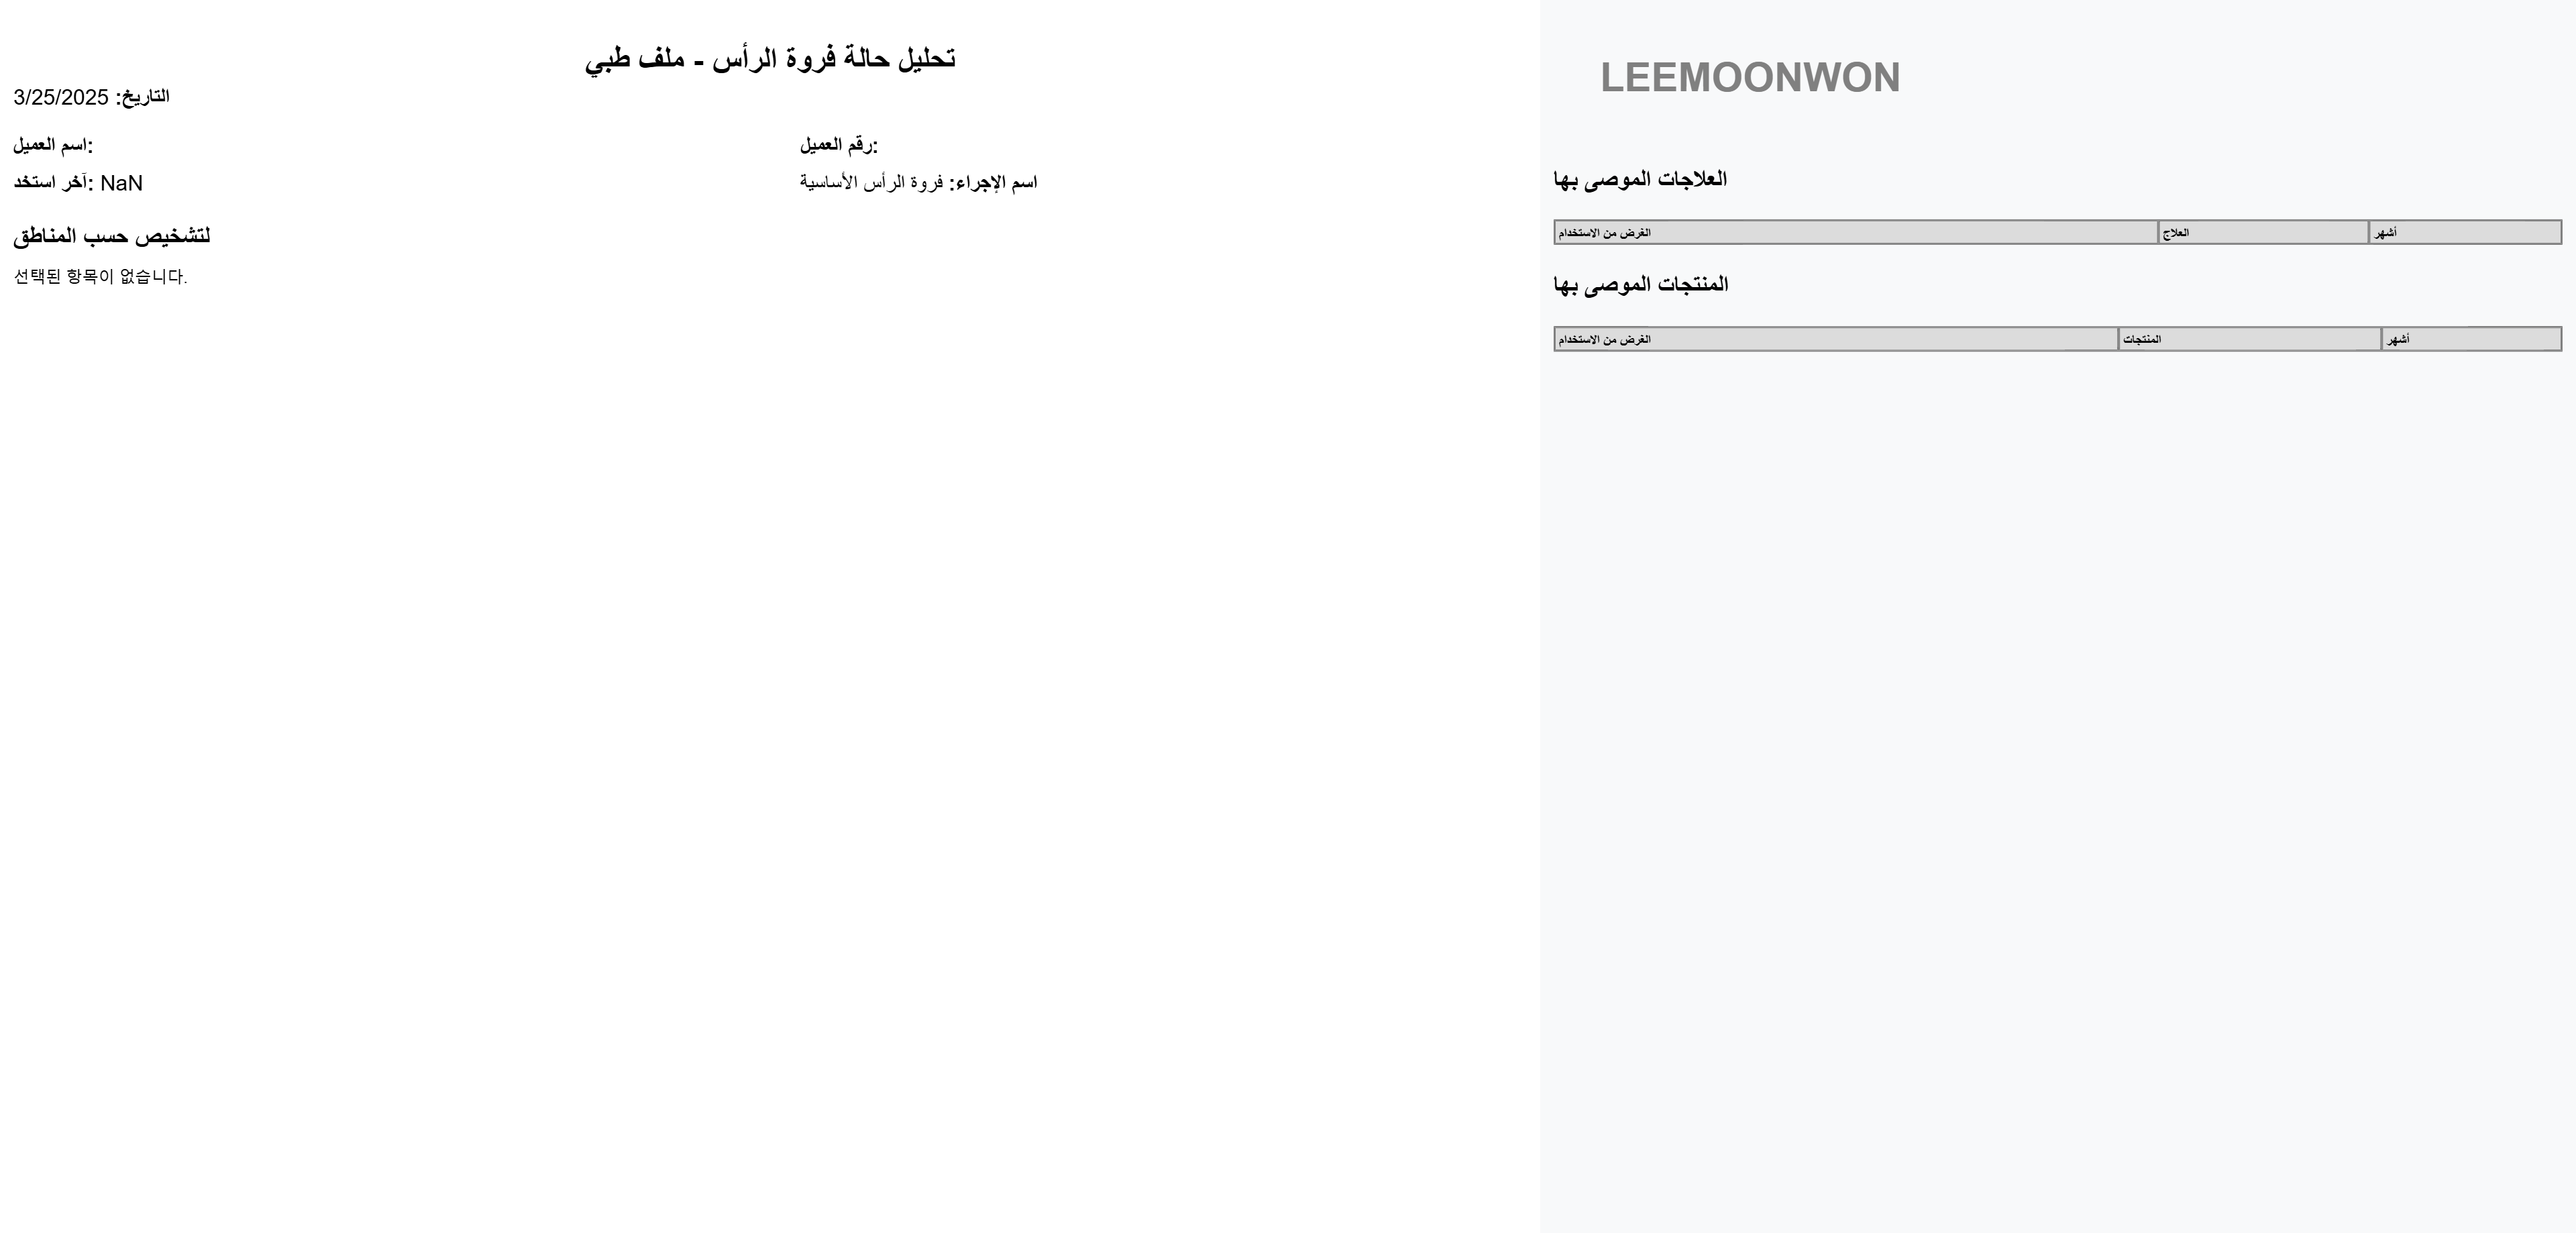 تحليل حالة فروة الرأس - ملف طبي
التاريخ: 3/25/2025
اسم العميل:
رقم العميل:
آخر استخد: NaN
اسم الإجراء: فروة الرأس الأساسية
لتشخيص حسب المناطق
선택된 항목이 없습니다.
LEEMOONWON
العلاجات الموصى بها
الغرض من الاستخدام العلاج أشهر
المنتجات الموصى بها
الغرض من الاستخدام المنتجات أشهر